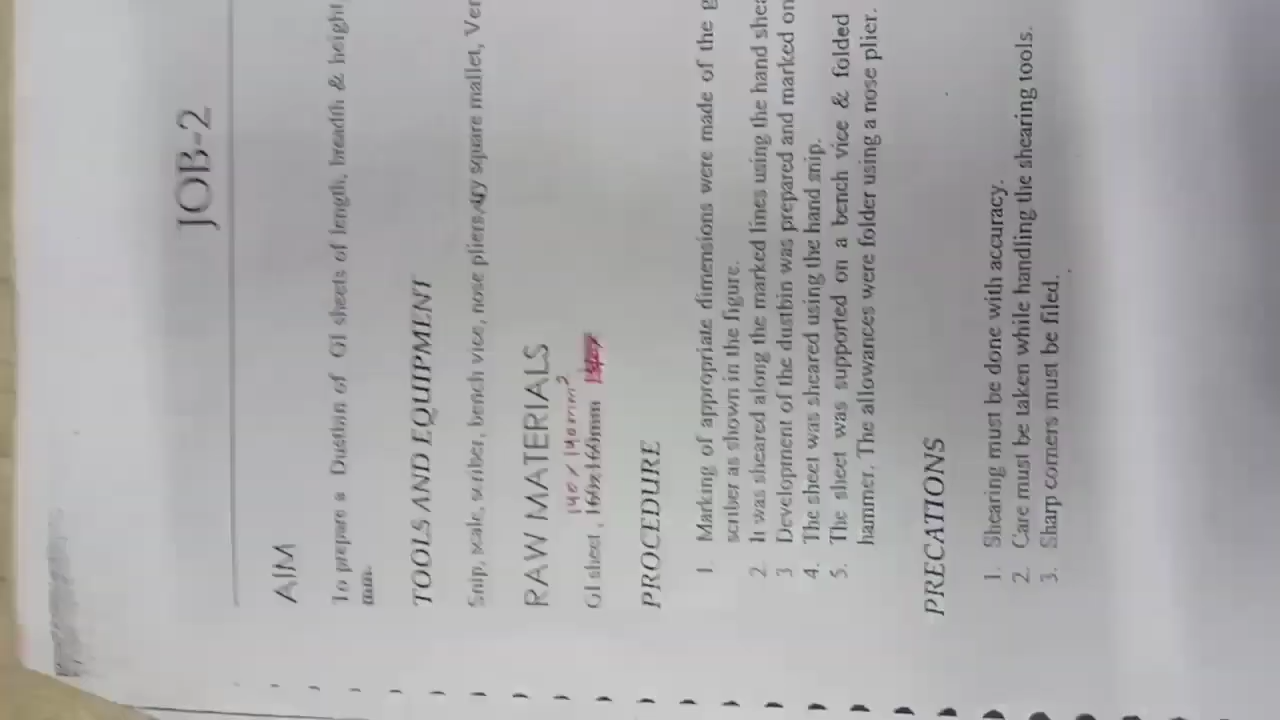 JOB-2
AIM
To prepare a Dustbin of GI sheets of length, breadth & height
mm.
TOOLS AND EQUIPMENT
Snip, scale, scriber, bench vice, nose pliers, dry square mallet, Ver
RAW MATERIALS
140 x 140 mm²
GI sheet, 160x160mm
PROCEDURE
1. Marking of appropriate dimensions were made of the g
scriber as shown in the figure.
2. It was sheared along the marked lines using the hand shea
3 Development of the dustbin was prepared and marked on
4. The sheet was sheared using the hand snip.
5. The sheet was supported on a bench vice & folded
hammer. The allowances were folder using a nose plier.
PRECATIONS
1. Shearing must be done with accuracy.
2. Care must be taken while handling the shearing tools.
3. Sharp corners must be filed.